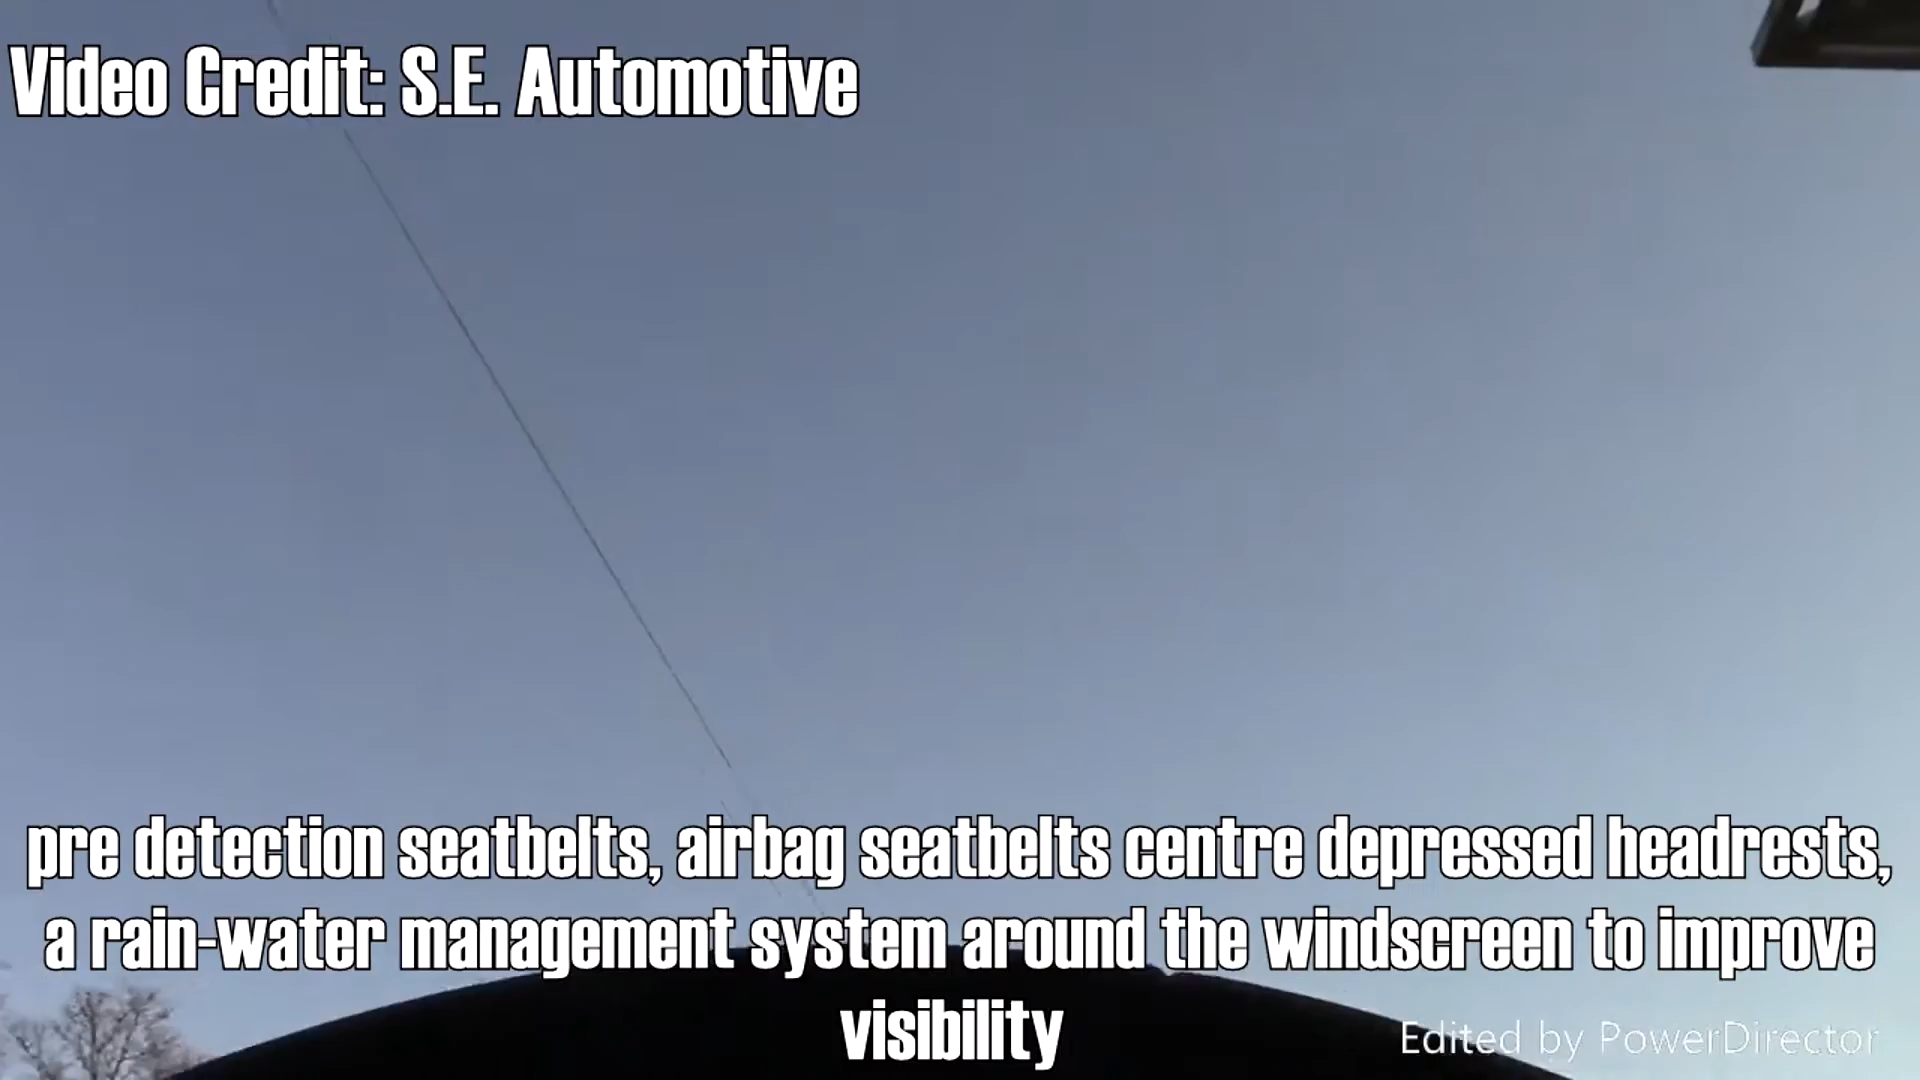 Video Credit: S.E. Automotive
pre detection seatbelts, airbag seatbelts centre depressed headrests,
a rain-water management system around the windscreen to improve
visibility
Edited by PowerDirector